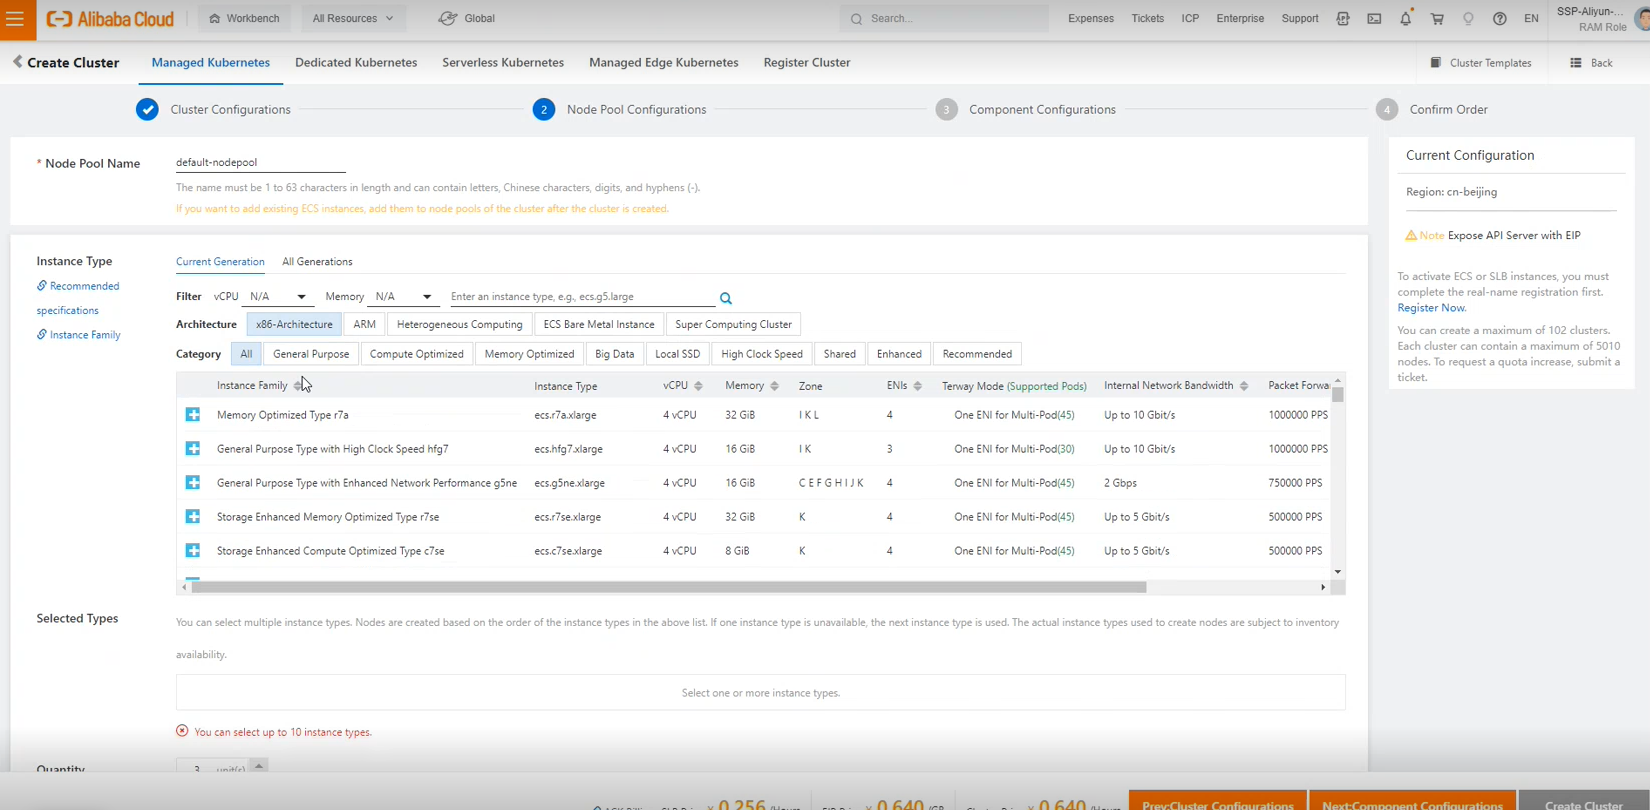 Alibaba Cloud Workbench All Resources Global Search... Expenses Tickets ICP Enterprise Support EN SSP-Aliyun-...
RAM Role
Create Cluster Managed Kubernetes Dedicated Kubernetes Serverless Kubernetes Managed Edge Kubernetes Register Cluster Cluster Templates Back
Cluster Configurations 2 Node Pool Configurations 3 Component Configurations 4 Confirm Order
* Node Pool Name default-nodepool
The name must be 1 to 63 characters in length and can contain letters, Chinese characters, digits, and hyphens (-).
If you want to add existing ECS instances, add them to node pools of the cluster after the cluster is created.
Current Configuration
Region: cn-beijing
Note Expose API Server with EIP
To activate ECS or SLB instances, you must
complete the real-name registration first.
Register Now.
You can create a maximum of 102 clusters.
Each cluster can contain a maximum of 5010
nodes. To request a quota increase, submit a
ticket.
Instance Type
Recommended
specifications
Instance Family
Current Generation All Generations
Filter vCPU N/A Memory N/A Enter an instance type, e.g., ecs.g5.large
Architecture x86-Architecture ARM Heterogeneous Computing ECS Bare Metal Instance Super Computing Cluster
Category All General Purpose Compute Optimized Memory Optimized Big Data Local SSD High Clock Speed Shared Enhanced Recommended
Instance Family Instance Type vCPU Memory Zone ENIs Terway Mode (Supported Pods) Internal Network Bandwidth Packet Forwa
Memory Optimized Type r7a ecs.r7a.xlarge 4 vCPU 32 GiB I K L 4 One ENI for Multi-Pod(45) Up to 10 Gbit/s 1000000 PPS
General Purpose Type with High Clock Speed hfg7 ecs.hfg7.xlarge 4 vCPU 16 GiB I K 3 One ENI for Multi-Pod(30) Up to 10 Gbit/s 1000000 PPS
General Purpose Type with Enhanced Network Performance g5ne ecs.g5ne.xlarge 4 vCPU 16 GiB C E F G H I J K 4 One ENI for Multi-Pod(45) 2 Gbps 750000 PPS
Storage Enhanced Memory Optimized Type r7se ecs.r7se.xlarge 4 vCPU 32 GiB K 4 One ENI for Multi-Pod(45) Up to 5 Gbit/s 500000 PPS
Storage Enhanced Compute Optimized Type c7se ecs.c7se.xlarge 4 vCPU 8 GiB K 4 One ENI for Multi-Pod(45) Up to 5 Gbit/s 500000 PPS
Selected Types You can select multiple instance types. Nodes are created based on the order of the instance types in the above list. If one instance type is unavailable, the next instance type is used. The actual instance types used to create nodes are subject to inventory
availability.
Select one or more instance types.
You can select up to 10 instance types.
Quantity 3 unit(s)
¥ 0.256 /Hours ¥ 0.640 /GB ¥ 0.640 /Hours Prev:Cluster Configurations Next:Component Configurations Create Cluster